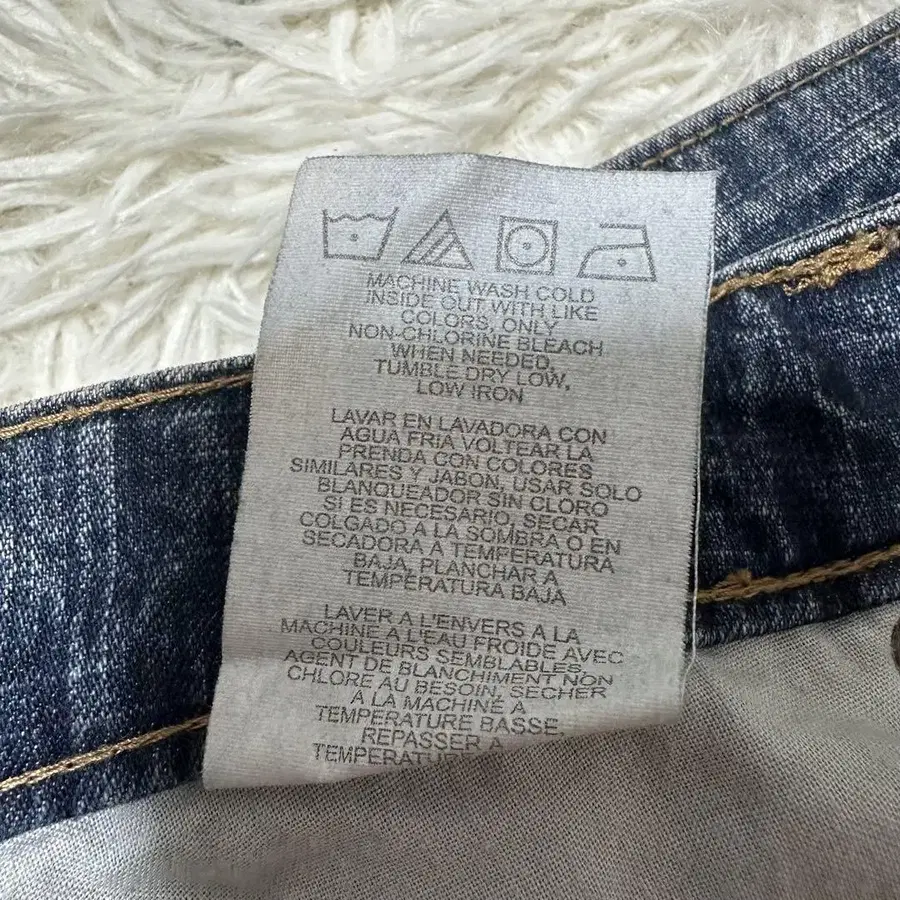 MACHINE WASH COLD
INSIDE OUT WITH LIKE
COLORS, ONLY
NON-CHLORINE BLEACH
WHEN NEEDED,
TUMBLE DRY LOW,
LOW IRON
LAVAR EN LAVADORA CON
AGUA FRIA VOLTEAR LA
PRENDA CON COLORES
SIMILARES Y JABON, USAR SOLO
BLANQUEADOR SIN CLORO
SI ES NECESARIO, SECAR
COLGADO A LA SOMBRA O EN
SECADORA A TEMPERATURA
BAJA, PLANCHAR A
TEMPERATURA BAJA
LAVER A L'ENVERS A LA
MACHINE A L'EAU FROIDE AVEC
COULEURS SEMBLABLES.
AGENT DE BLANCHIMENT NON
CHLORE AU BESOIN, SECHER
A LA MACHINE A
TEMPERATURE BASSE.
REPASSER A